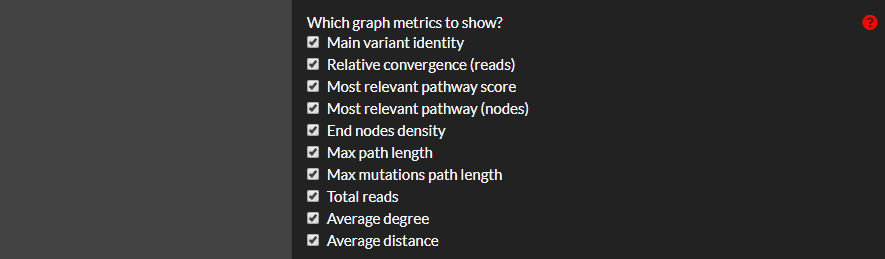 Which graph metrics to show?
Main variant identity
Relative convergence (reads)
Most relevant pathway score
Most relevant pathway (nodes)
End nodes density
Max path length
Max mutations path length
Total reads
Average degree
Average distance